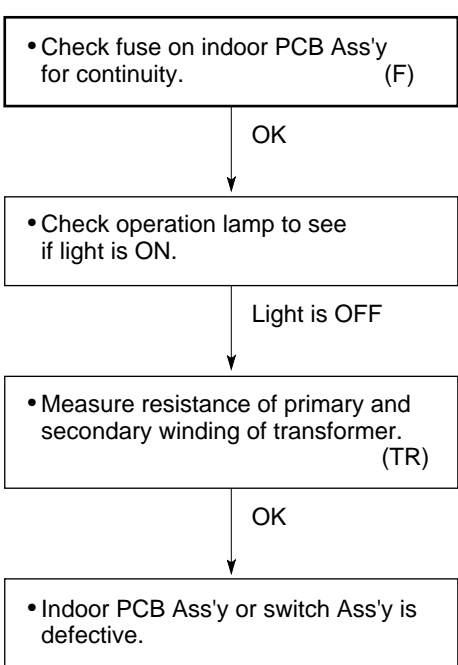 • Check fuse on indoor PCB Ass'y
for continuity. (F)
OK
• Check operation lamp to see
if light is ON.
Light is OFF
• Measure resistance of primary and
secondary winding of transformer.
(TR)
OK
• Indoor PCB Ass'y or switch Ass'y is
defective.